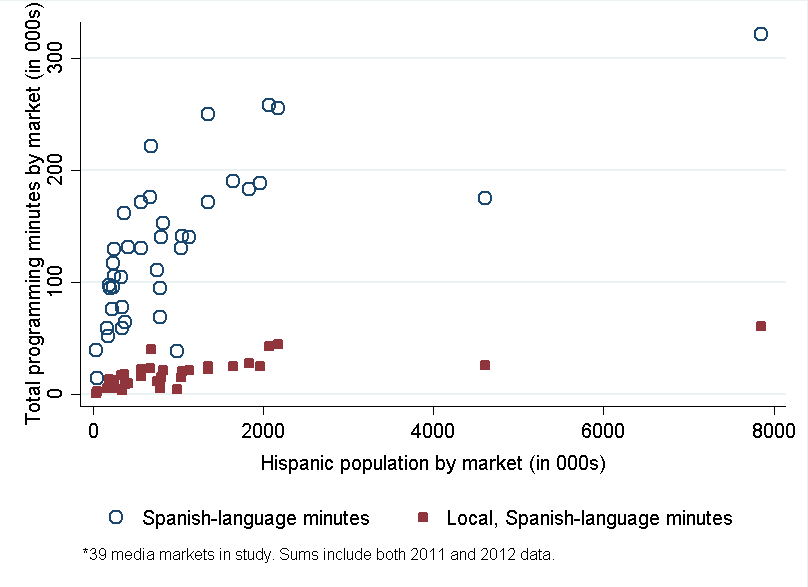 Total programming minutes by market (in 000s)
300
200
100
0
0 2000 4000 6000 8000
Hispanic population by market (in 000s)
Spanish-language minutes Local, Spanish-language minutes
*39 media markets in study. Sums include both 2011 and 2012 data.